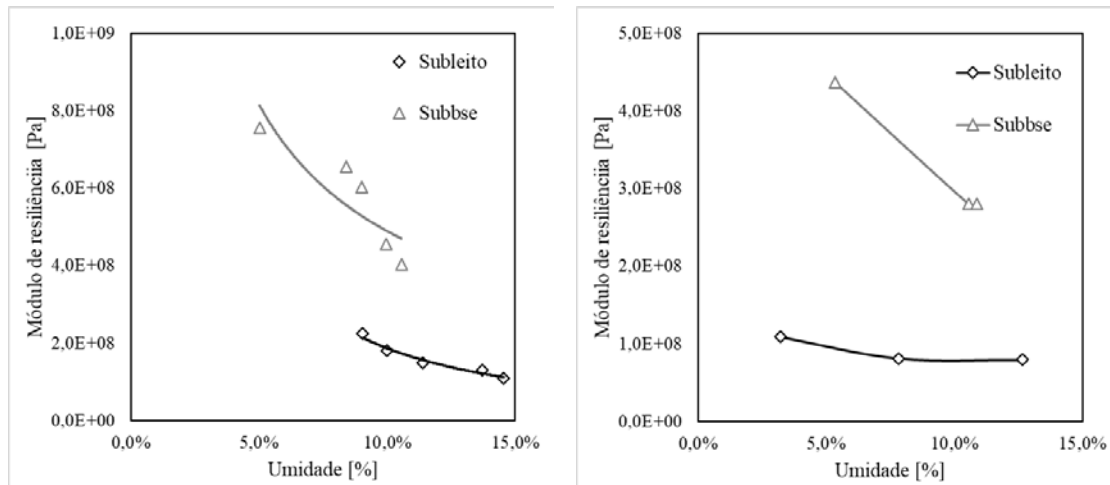 1,0E+09
8,0E+08
6,0E+08
4,0E+08
2,0E+08
0,0E+00
Módulo de resiliênciia [Pa]
Subleito
Subbse
0,0%
5,0%
10,0%
15,0%
Umidade [%]
5,0E+08
4,0E+08
3,0E+08
2,0E+08
1,0E+08
0,0E+00
Módulo de resiliênciia [Pa]
Subleito
Subbse
0,0%
5,0%
10,0%
15,0%
Umidade [%]